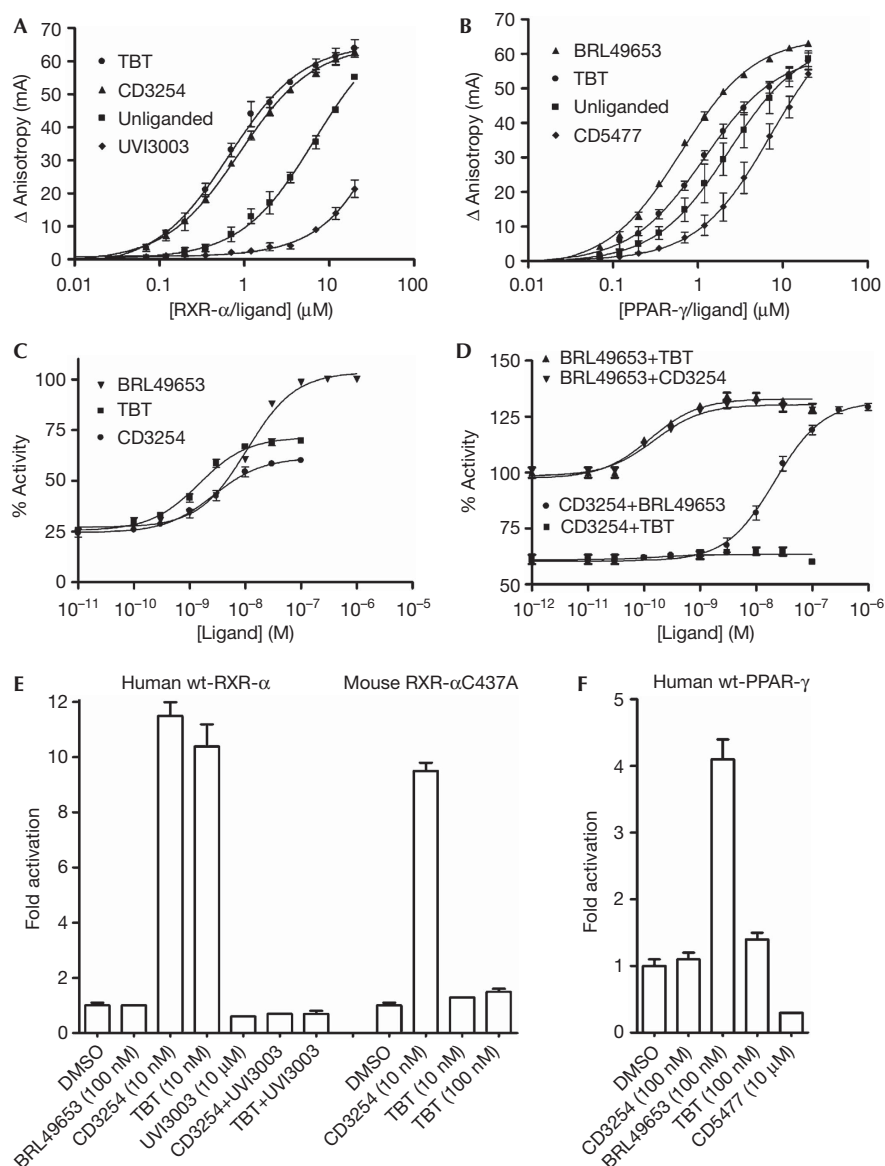 A
TBT
CD3254
Unliganded
UVI3003
Δ Anisotropy (mA)
70
60
50
40
30
20
10
0
0.01
0.1
1
10
100
[RXR-α/ligand] (μM)
B
BRL49653
TBT
Unliganded
CD5477
Δ Anisotropy (mA)
70
60
50
40
30
20
10
0
0.01
0.1
1
10
100
[PPAR-γ/ligand] (μM)
C
BRL49653
TBT
CD3254
% Activity
100
75
50
25
0
10⁻¹¹
10⁻¹⁰
10⁻⁹
10⁻⁸
10⁻⁷
10⁻⁶
10⁻⁵
[Ligand] (M)
D
BRL49653+TBT
BRL49653+CD3254
CD3254+BRL49653
CD3254+TBT
% Activity
150
125
100
75
50
10⁻¹²
10⁻¹¹
10⁻¹⁰
10⁻⁹
10⁻⁸
10⁻⁷
10⁻⁶
[Ligand] (M)
E
Human wt-RXR-α
Mouse RXR-αC437A
Fold activation
12
10
8
6
4
2
0
DMSO
BRL49653 (100 nM)
CD3254 (10 nM)
TBT (10 nM)
UVI3003 (10 μM)
CD3254+UVI3003
TBT+UVI3003
DMSO
CD3254 (10 nM)
TBT (10 nM)
TBT (100 nM)
F
Human wt-PPAR-γ
Fold activation
5
4
3
2
1
0
DMSO
CD3254 (100 nM)
BRL49653 (100 nM)
TBT (100 nM)
CD5477 (10 μM)